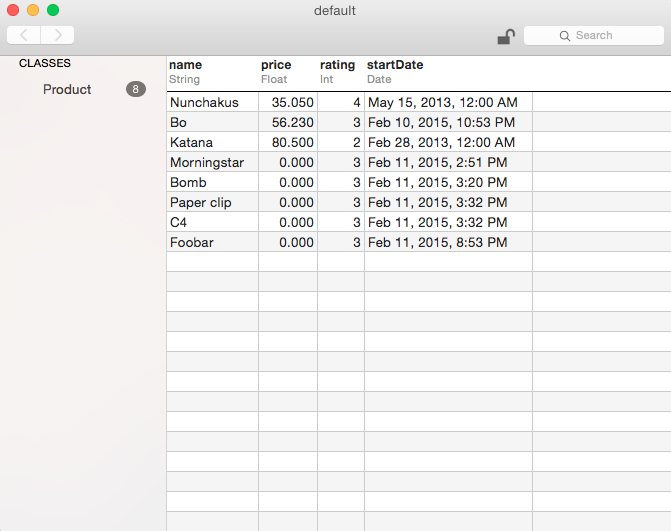 default
Search
CLASSES
Product 8
name price rating startDate
String Float Int Date
Nunchakus 35.050 4 May 15, 2013, 12:00 AM
Bo 56.230 3 Feb 10, 2015, 10:53 PM
Katana 80.500 2 Feb 28, 2013, 12:00 AM
Morningstar 0.000 3 Feb 11, 2015, 2:51 PM
Bomb 0.000 3 Feb 11, 2015, 3:20 PM
Paper clip 0.000 3 Feb 11, 2015, 3:32 PM
C4 0.000 3 Feb 11, 2015, 3:32 PM
Foobar 0.000 3 Feb 11, 2015, 8:53 PM